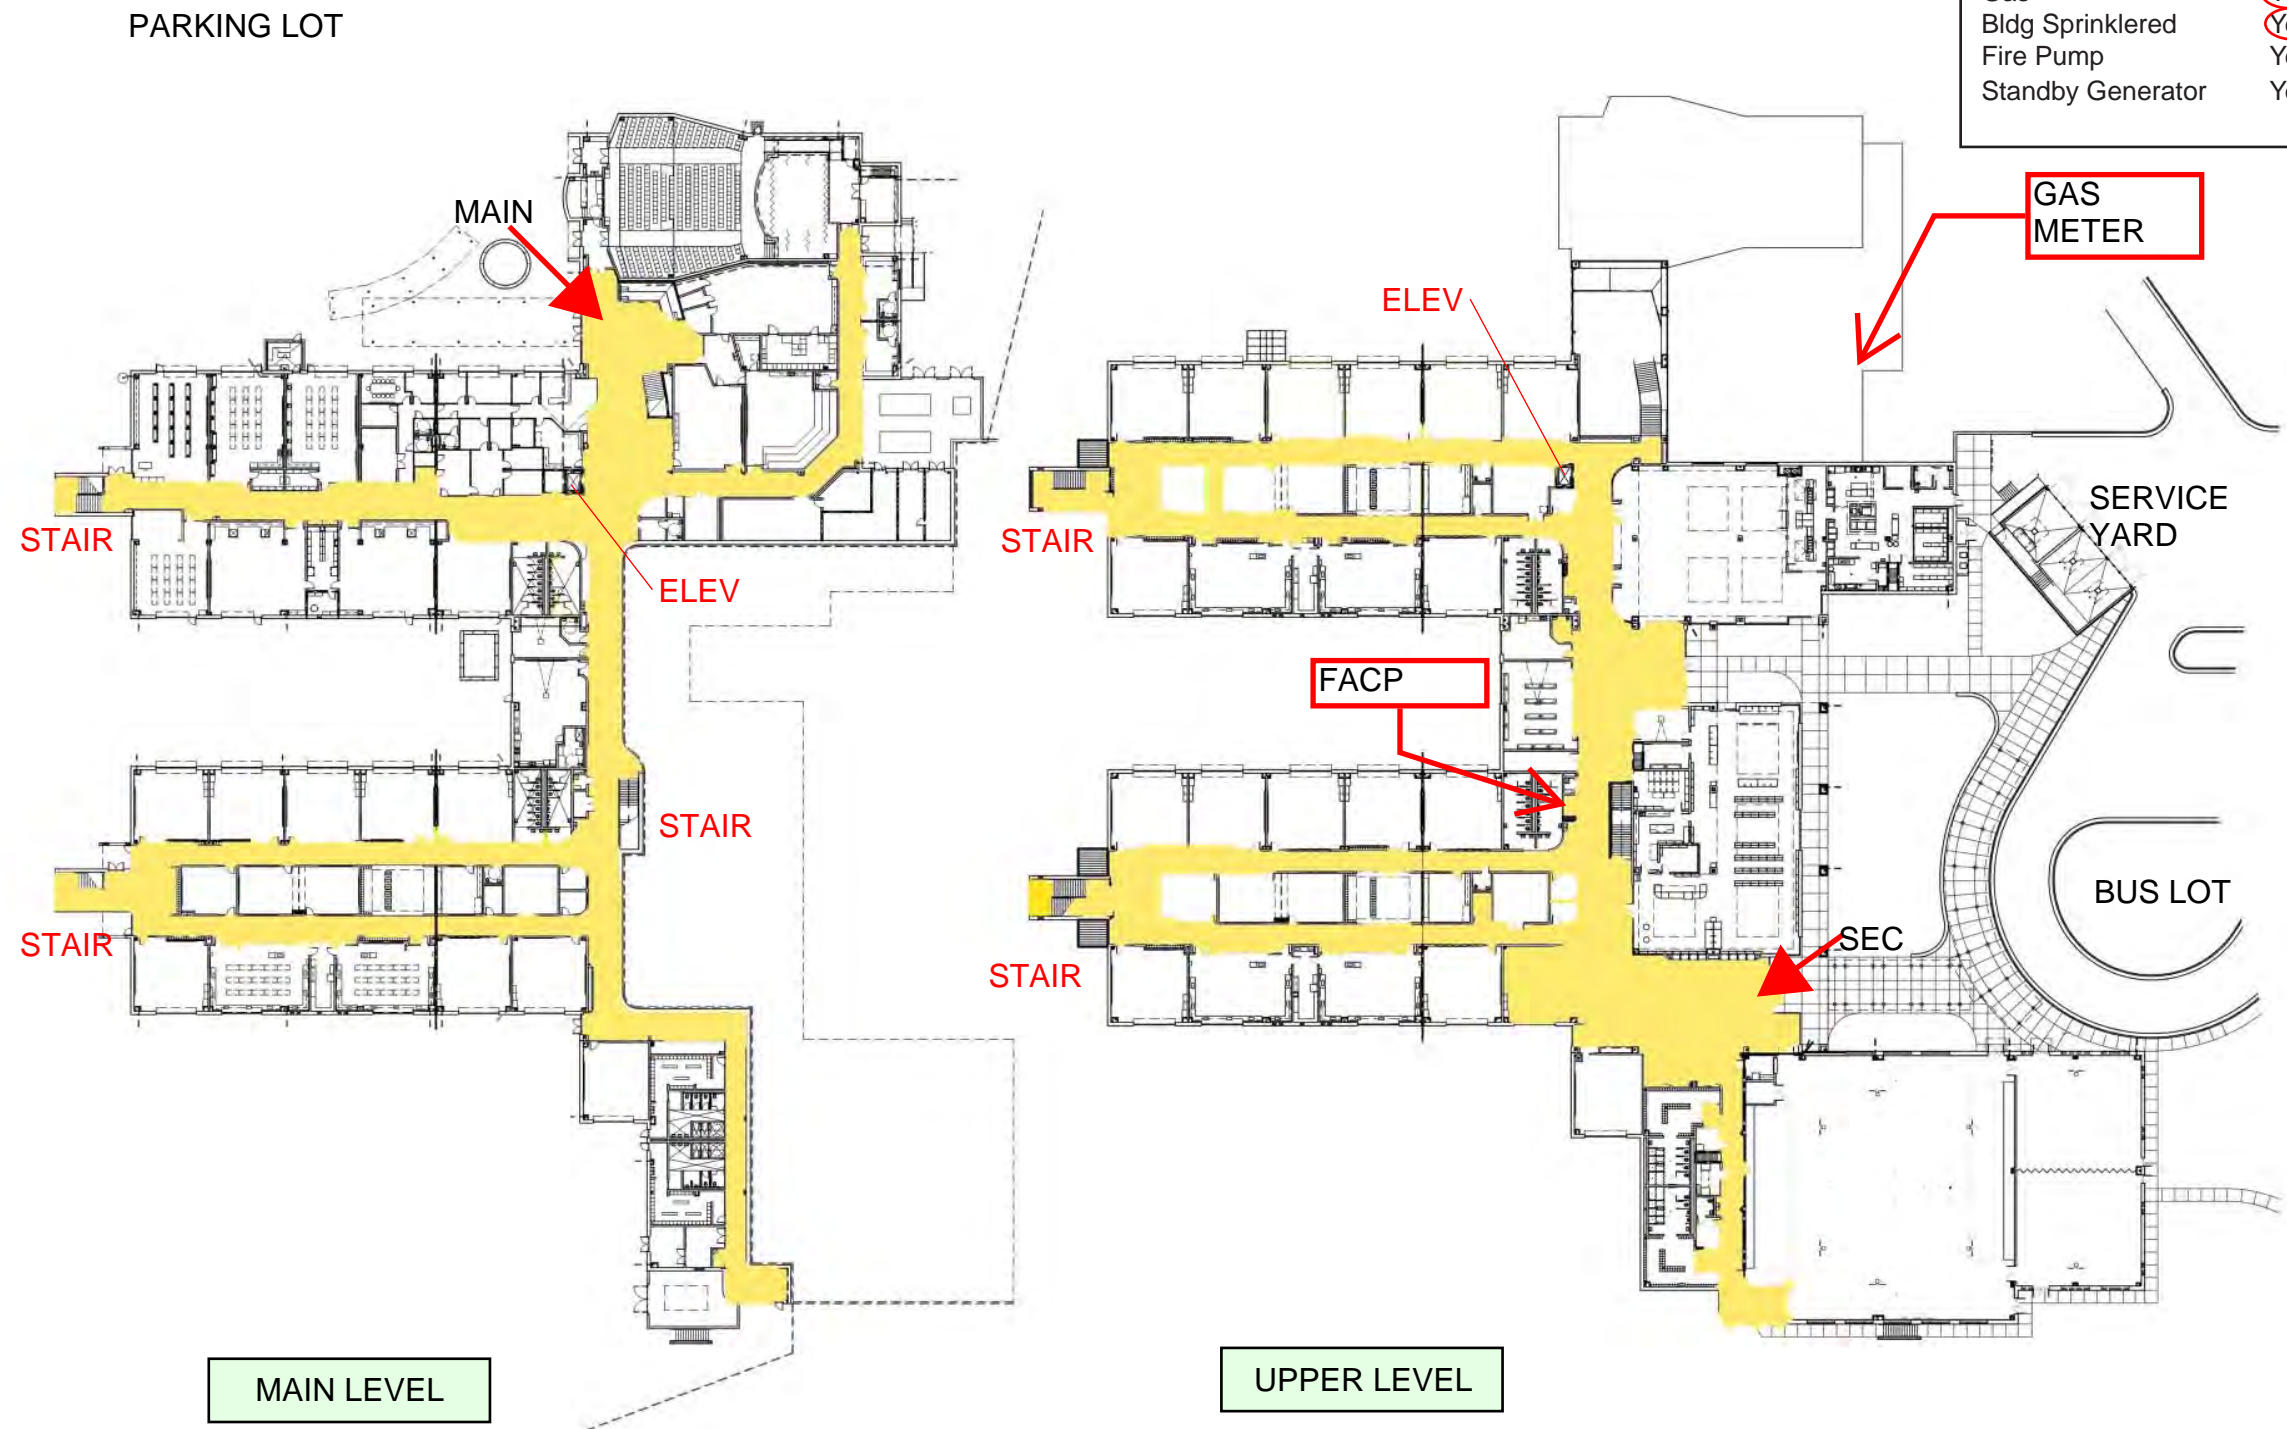 PARKING LOT
Bldg Sprinklered
Fire Pump
Standby Generator
GAS
METER
MAIN
ELEV
SERVICE
YARD
STAIR
STAIR
ELEV
FACP
STAIR
BUS LOT
STAIR
SEC
STAIR
MAIN LEVEL
UPPER LEVEL